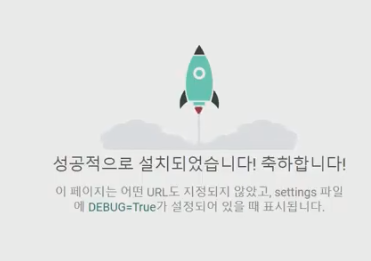 성공적으로 설치되었습니다! 축하합니다!
이 페이지는 어떤 URL도 지정되지 않았고, settings 파일
에 DEBUG=True가 설정되어 있을 때 표시됩니다.